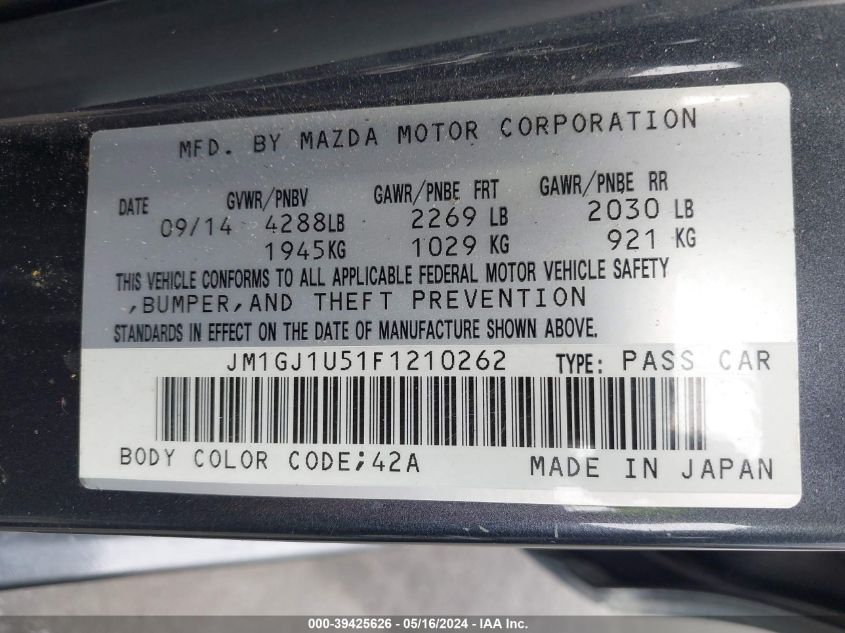 MFD. BY MAZDA MOTOR CORPORATION
DATE GVWR/PNBV GAWR/PNBE FRT GAWR/PNBE RR
09/14 4288LB 2269 LB 2030 LB
1945KG 1029 KG 921 KG
THIS VEHICLE CONFORMS TO ALL APPLICABLE FEDERAL MOTOR VEHICLE SAFETY
,BUMPER,AND THEFT PREVENTION
STANDARDS IN EFFECT ON THE DATE OF MANUFACTURE SHOWN ABOVE.
JM1GJ1U51F1210262 TYPE: PASS CAR
BODY COLOR CODE;42A MADE IN JAPAN
000-39425626 - 05/16/2024 - IAA Inc.